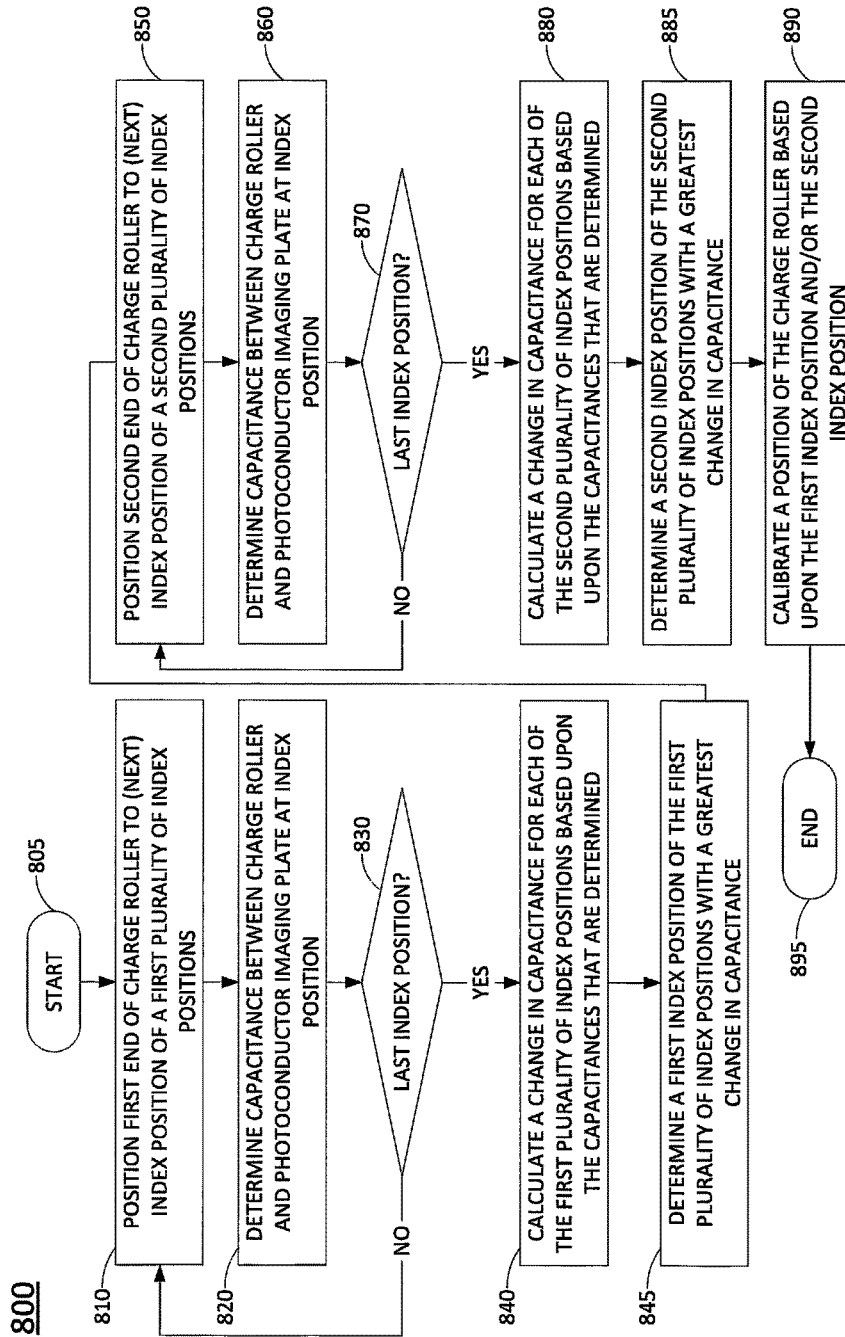 800
START
805
POSITION FIRST END OF CHARGE ROLLER TO (NEXT)
INDEX POSITION OF A FIRST PLURALITY OF INDEX
POSITIONS
810
DETERMINE CAPACITANCE BETWEEN CHARGE ROLLER
AND PHOTOCONDUCTOR IMAGING PLATE AT INDEX
POSITION
820
LAST INDEX POSITION?
830
NO
YES
CALCULATE A CHANGE IN CAPACITANCE FOR EACH OF
THE FIRST PLURALITY OF INDEX POSITIONS BASED UPON
THE CAPACITANCES THAT ARE DETERMINED
840
DETERMINE A FIRST INDEX POSITION OF THE FIRST
PLURALITY OF INDEX POSITIONS WITH A GREATEST
CHANGE IN CAPACITANCE
845
POSITION SECOND END OF CHARGE ROLLER TO (NEXT)
INDEX POSITION OF A SECOND PLURALITY OF INDEX
POSITIONS
850
DETERMINE CAPACITANCE BETWEEN CHARGE ROLLER
AND PHOTOCONDUCTOR IMAGING PLATE AT INDEX
POSITION
860
LAST INDEX POSITION?
870
NO
YES
CALCULATE A CHANGE IN CAPACITANCE FOR EACH OF
THE SECOND PLURALITY OF INDEX POSITIONS BASED
UPON THE CAPACITANCES THAT ARE DETERMINED
880
DETERMINE A SECOND INDEX POSITION OF THE SECOND
PLURALITY OF INDEX POSITIONS WITH A GREATEST
CHANGE IN CAPACITANCE
885
CALIBRATE A POSITION OF THE CHARGE ROLLER BASED
UPON THE FIRST INDEX POSITION AND/OR THE SECOND
INDEX POSITION
890
END
895